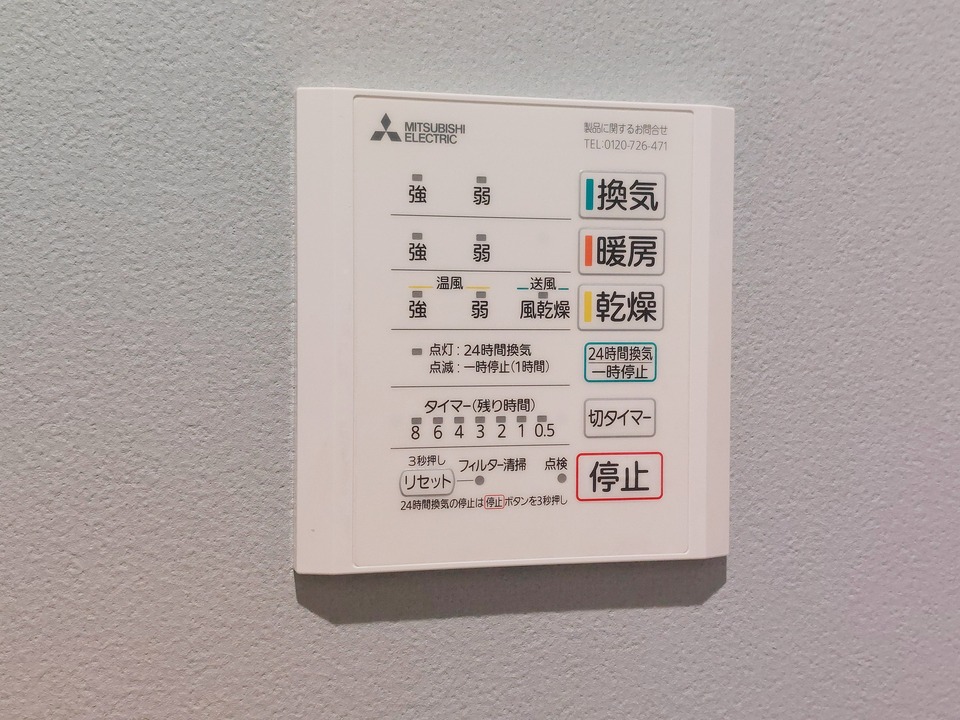 MITSUBISHI
ELECTRIC
製品に関するお問合せ
TEL:0120-726-471
強 弱 換気
強 弱 暖房
温風 送風
強 弱 風乾燥 乾燥
点灯：24時間換気
点滅：一時停止(1時間)
24時間換気
一時停止
タイマー(残り時間)
8 6 4 3 2 1 0.5
切タイマー
3秒押し
リセット フィルター清掃 点検
停止
24時間換気の停止は停止ボタンを3秒押し